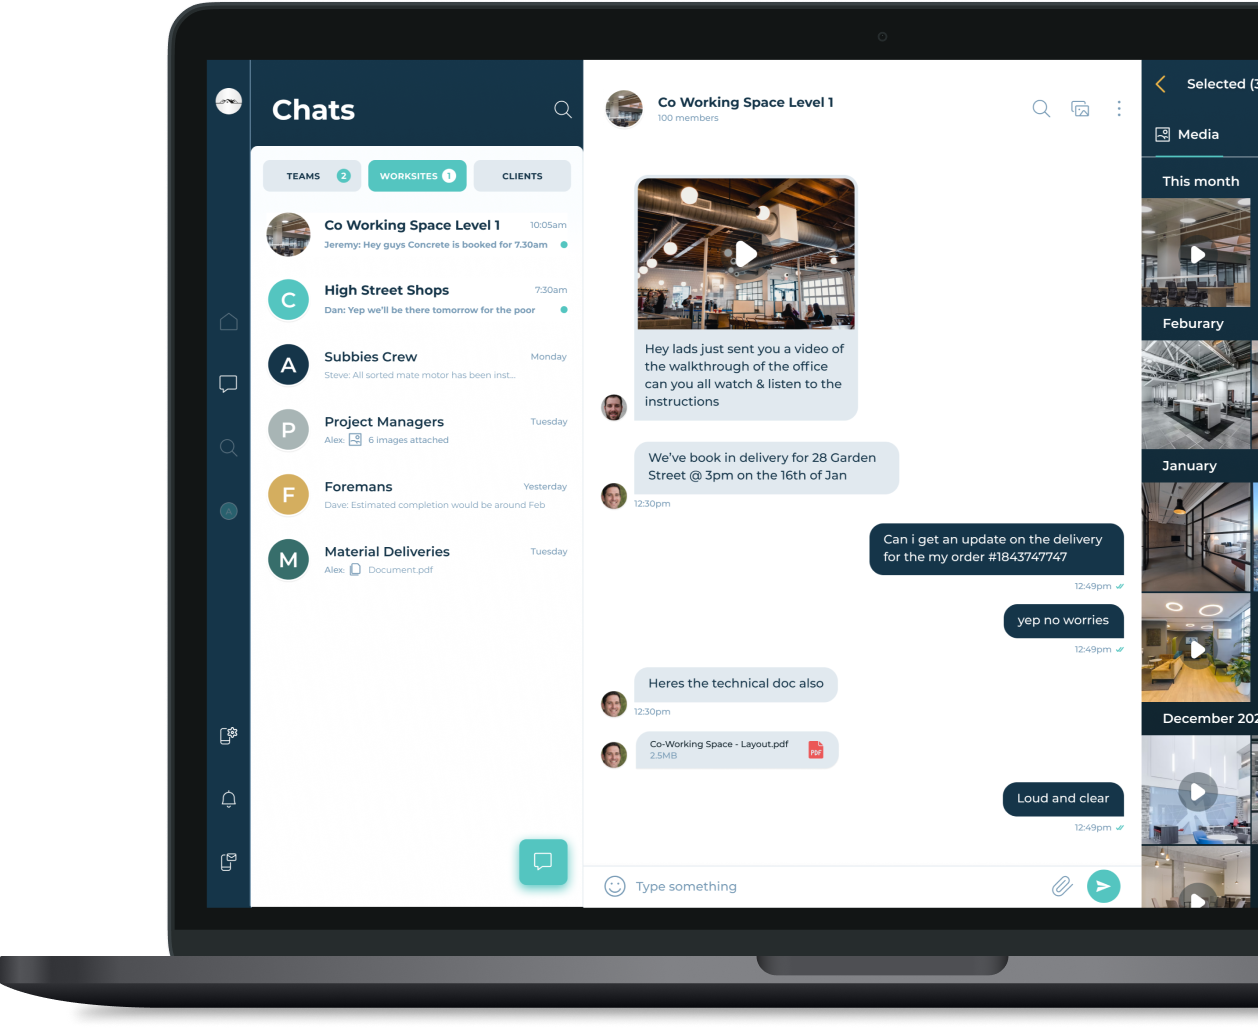 Chats
TEAMS 2
WORKSITES 1
CLIENTS
Co Working Space Level 1 10:05am
Jeremy: Hey guys Concrete is booked for 7.30am
C
High Street Shops 7:30am
Dan: Yep we'll be there tomorrow for the poor
A
Subbies Crew Monday
Steve: All sorted mate motor has been inst...
P
Project Managers Tuesday
Alex: 6 images attached
F
Foremans Yesterday
Dave: Estimated completion would be around Feb
M
Material Deliveries Tuesday
Alex: Document.pdf
A
Co Working Space Level 1
100 members
Hey lads just sent you a video of
the walkthrough of the office
can you all watch & listen to the
instructions
We've book in delivery for 28 Garden
Street @ 3pm on the 16th of Jan
12:30pm
Can i get an update on the delivery
for the my order #1843747747
12:49pm
yep no worries
12:49pm
Heres the technical doc also
12:30pm
Co-Working Space - Layout.pdf
2.5MB
PDF
Loud and clear
12:49pm
Type something
Selected (3
Media
This month
Feburary
January
December 202